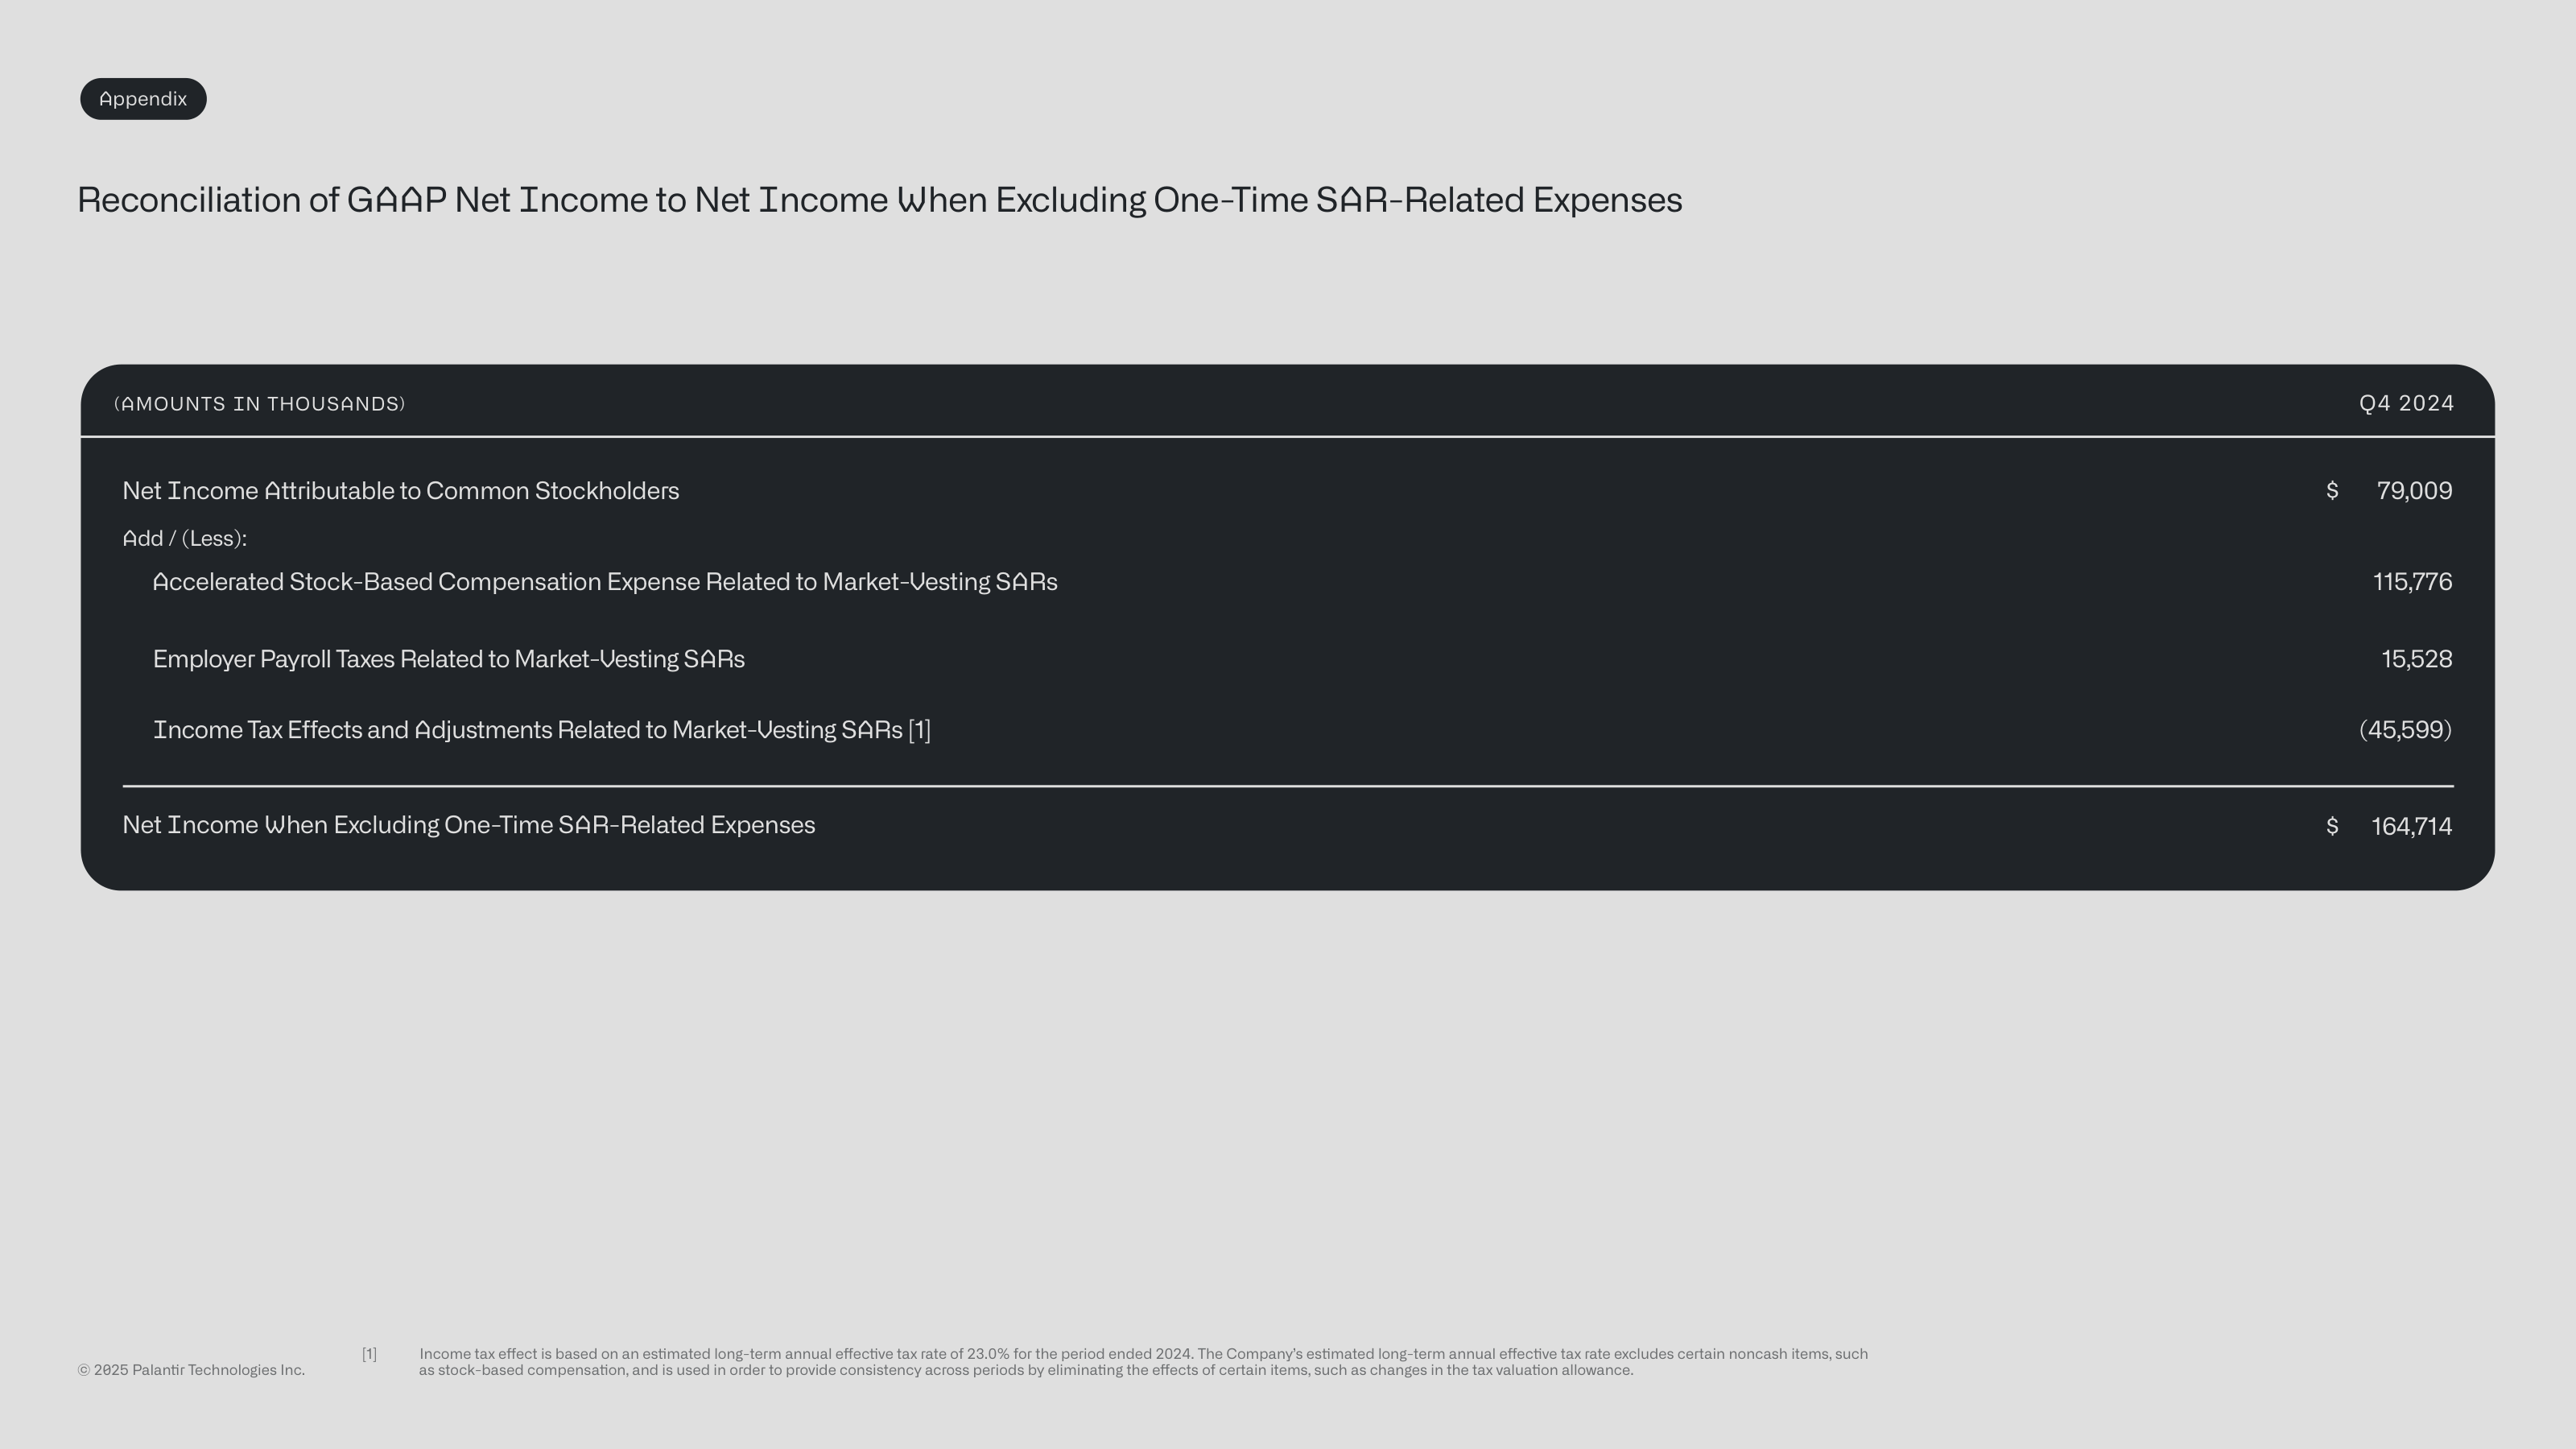 Appendix
Reconciliation of GAAP Net Income to Net Income When Excluding One-Time SAR-Related Expenses
(AMOUNTS IN THOUSANDS) Q4 2024
Net Income Attributable to Common Stockholders $ 79,009
Add / (Less):
Accelerated Stock-Based Compensation Expense Related to Market-Vesting SARs 115,776
Employer Payroll Taxes Related to Market-Vesting SARs 15,528
Income Tax Effects and Adjustments Related to Market-Vesting SARs [1] (45,599)
Net Income When Excluding One-Time SAR-Related Expenses $ 164,714
[1] Income tax effect is based on an estimated long-term annual effective tax rate of 23.0% for the period ended 2024. The Company's estimated long-term annual effective tax rate excludes certain noncash items, such
as stock-based compensation, and is used in order to provide consistency across periods by eliminating the effects of certain items, such as changes in the tax valuation allowance.
© 2025 Palantir Technologies Inc.